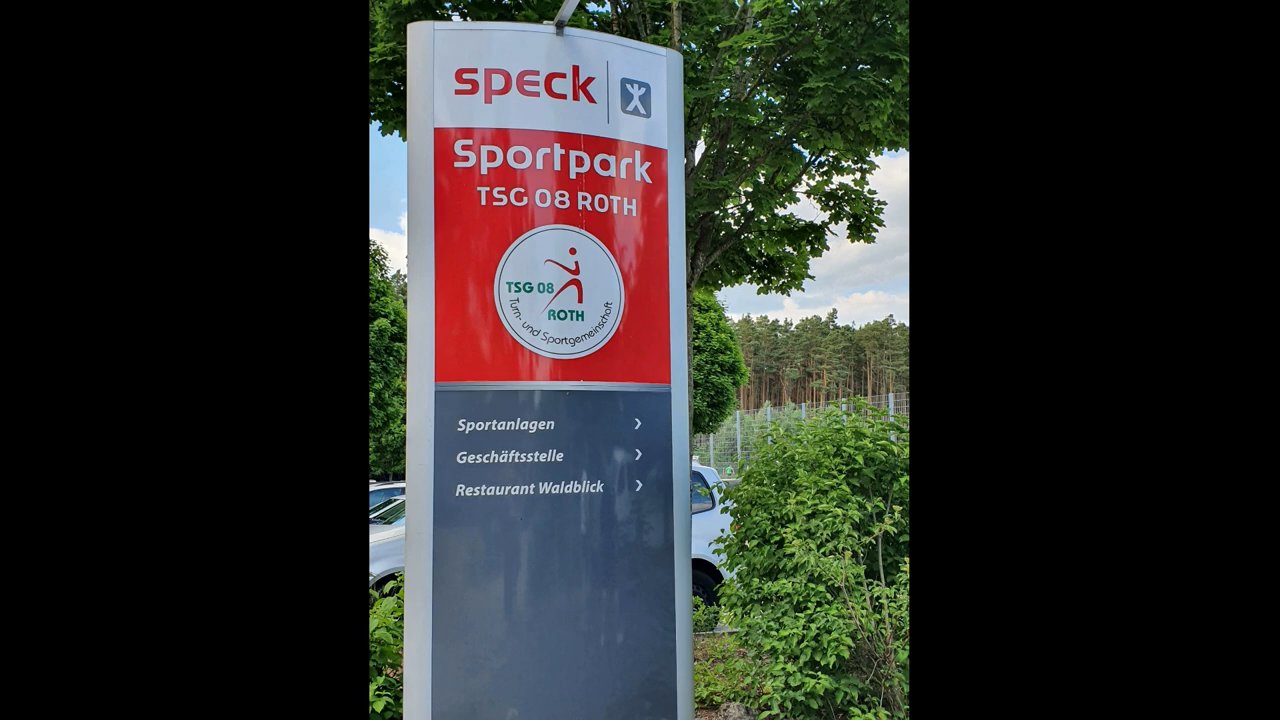 speck
Sportpark
TSG 08 ROTH
TSG 08
ROTH
Turn- und Sportgemeinschaft
Sportanlagen
Geschäftsstelle
Restaurant Waldblick